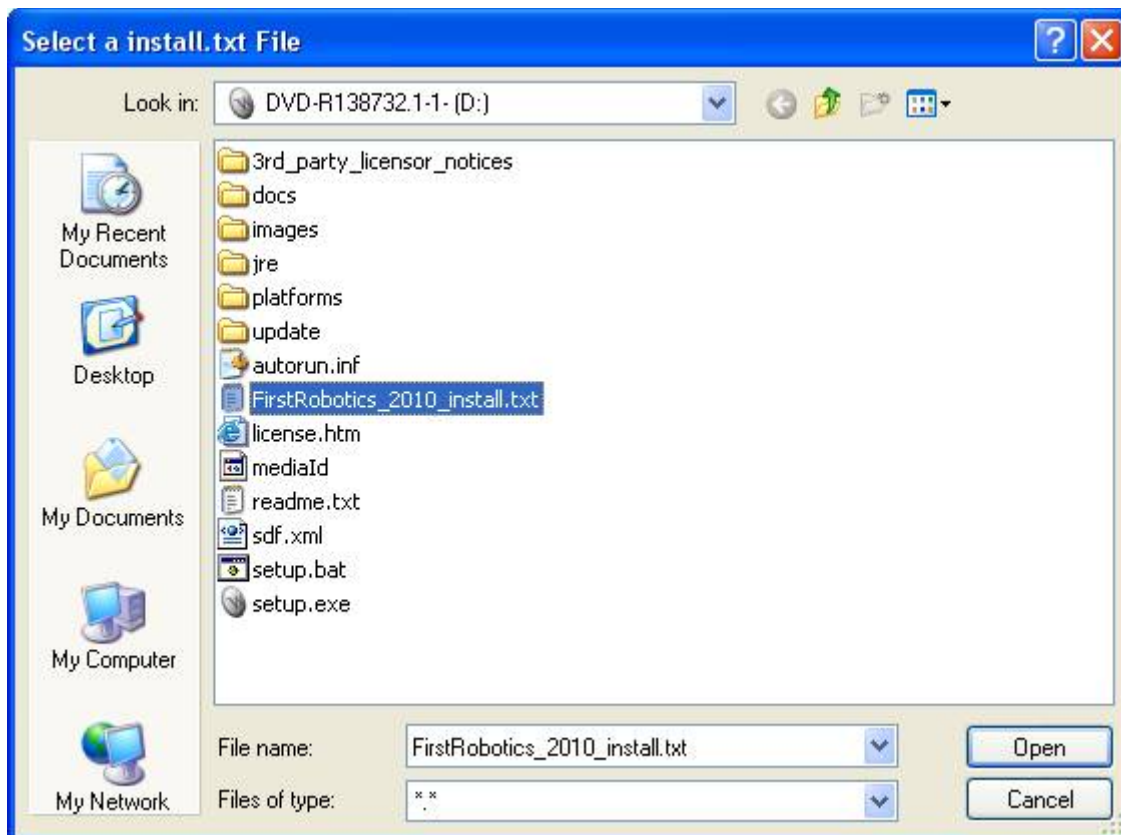 Select a install.txt File
Look in:
DVD-R138732.1-1- (D:)
My Recent
Documents
Desktop
My Documents
My Computer
My Network
3rd_party_licensor_notices
docs
images
jre
platforms
update
autorun.inf
FirstRobotics_2010_install.txt
license.htm
mediaId
readme.txt
sdf.xml
setup.bat
setup.exe
File name:
FirstRobotics_2010_install.txt
Open
Files of type:
*.*
Cancel